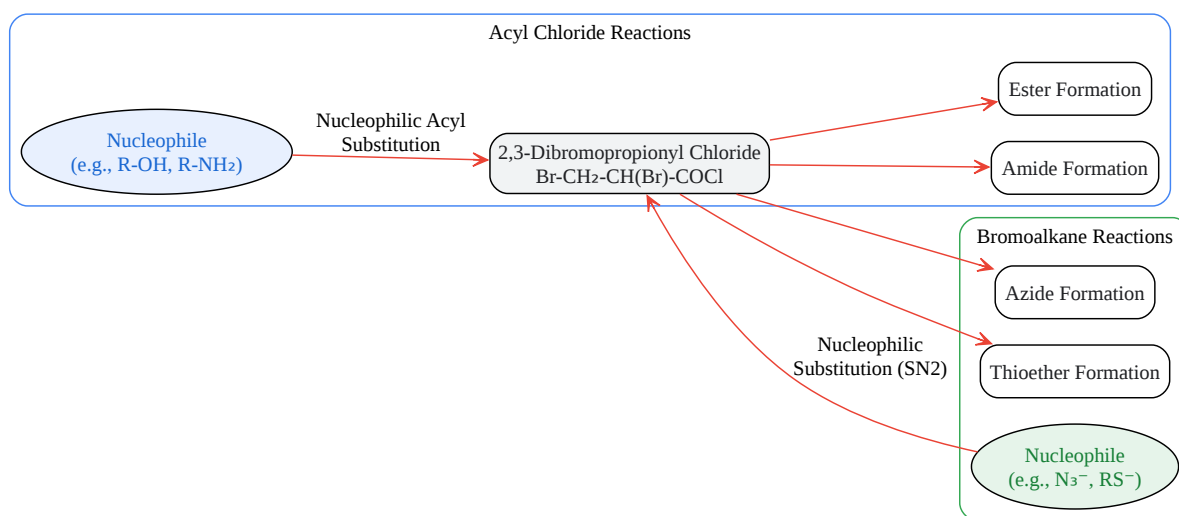 Acyl Chloride Reactions
Nucleophile
(e.g., R-OH, R-NH₂)
Nucleophilic Acyl
Substitution
2,3-Dibromopropionyl Chloride
Br-CH₂-CH(Br)-COCl
Ester Formation
Amide Formation
Bromoalkane Reactions
Azide Formation
Thioether Formation
Nucleophilic
Substitution (SN2)
Nucleophile
(e.g., N₃⁻, RS⁻)